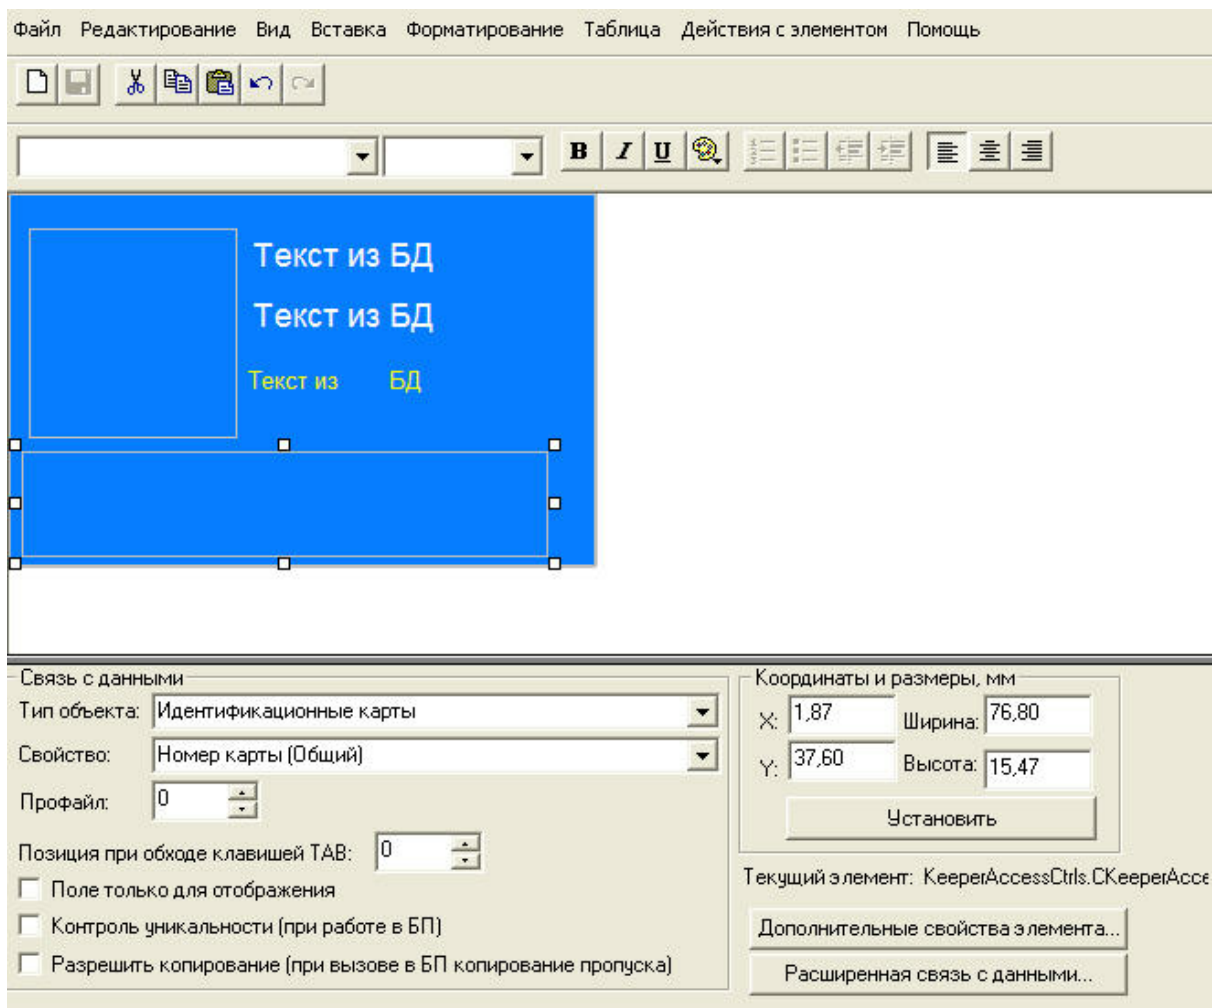 Файл Редактирование Вид Вставка Форматирование Таблица Действия с элементом Помощь
B I U
Текст из БД
Текст из БД
Текст из БД
Связь с данными
Тип объекта: Идентификационные карты
Свойство: Номер карты (Общий)
Профайл: 0
Позиция при обходе клавишей TAB: 0
Поле только для отображения
Контроль уникальности (при работе в БП)
Разрешить копирование (при вызове в БП копирование пропуска)
Координаты и размеры, мм
X: 1,87 Ширина: 76,80
Y: 37,60 Высота: 15,47
Установить
Текущий элемент: KeeperAccessCtrls.CKeeperAcce
Дополнительные свойства элемента...
Расширенная связь с данными...